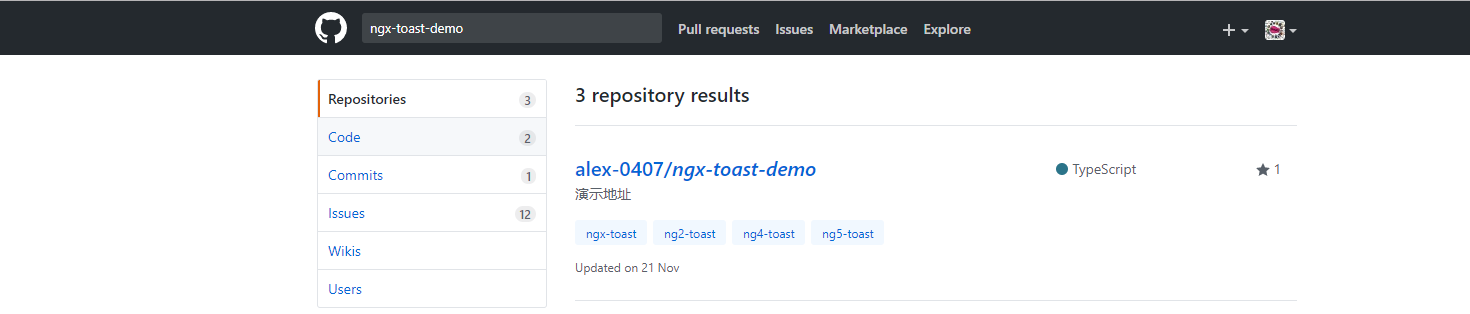 ngx-toast-demo Pull requests Issues Marketplace Explore
Repositories 3
Code 2
Commits 1
Issues 12
Wikis
Users
3 repository results
alex-0407/ngx-toast-demo TypeScript 1
演示地址
ngx-toast ng2-toast ng4-toast ng5-toast
Updated on 21 Nov